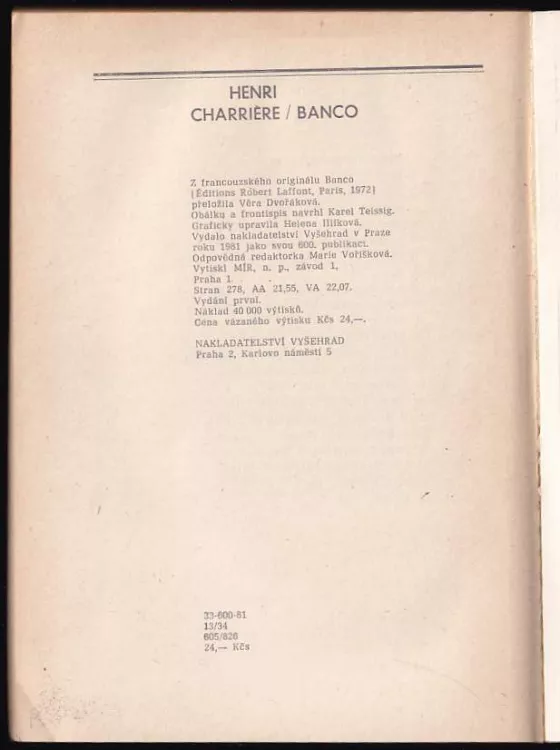 HENRI
CHARRIÈRE / BANCO
Z francouzského originálu Banco
(Éditions Robert Laffont, Paris, 1972)
přeložila Věra Dvořáková.
Obálku a frontispis navrhl Karel Teissig.
Graficky upravila Helena Illfková.
Vydalo nakladatelství Vyšehrad v Praze
roku 1981 jako svou 600. publikaci.
Odpovědná redaktorka Marie Voříšková.
Vytiskl MÍR, n. p., závod 1,
Praha 1.
Stran 278, AA 21,55, VA 22,07.
Vydání první.
Náklad 40 000 výtisků.
Cena vázaného výtisku Kčs 24,—.
NAKLADATELSTVÍ VYŠEHRAD
Praha 2, Karlovo náměstí 5
33-600-81
13/34
605/826
24,— Kčs